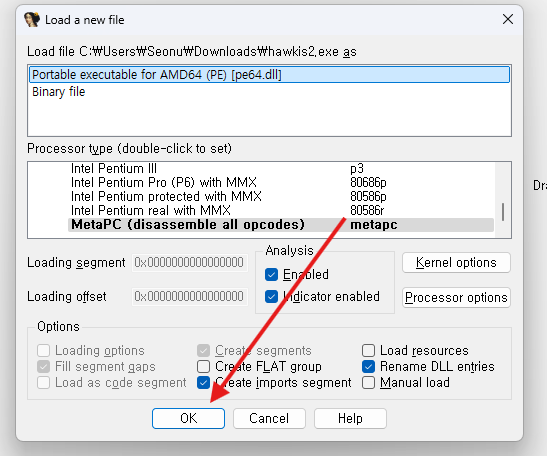 Load a new file
Load file C:₩Users₩Seonu₩Downloads₩hawkis2.exe as
Portable executable for AMD64 (PE) [pe64.dll]
Binary file
Processor type (double-click to set)
Intel Pentium III p3
Intel Pentium Pro (P6) with MMX 80686p
Intel Pentium protected with MMX 80586p
Intel Pentium real with MMX 80586r
MetaPC (disassemble all opcodes) metapc
Dra
Analysis
Loading segment 0x0000000000000000 Enabled Kernel options
Loading offset 0x0000000000000000 Indicator enabled Processor options
Options
Loading options Create segments Load resources
Fill segment gaps Create FLAT group Rename DLL entries
Load as code segment Create imports segment Manual load
OK Cancel Help